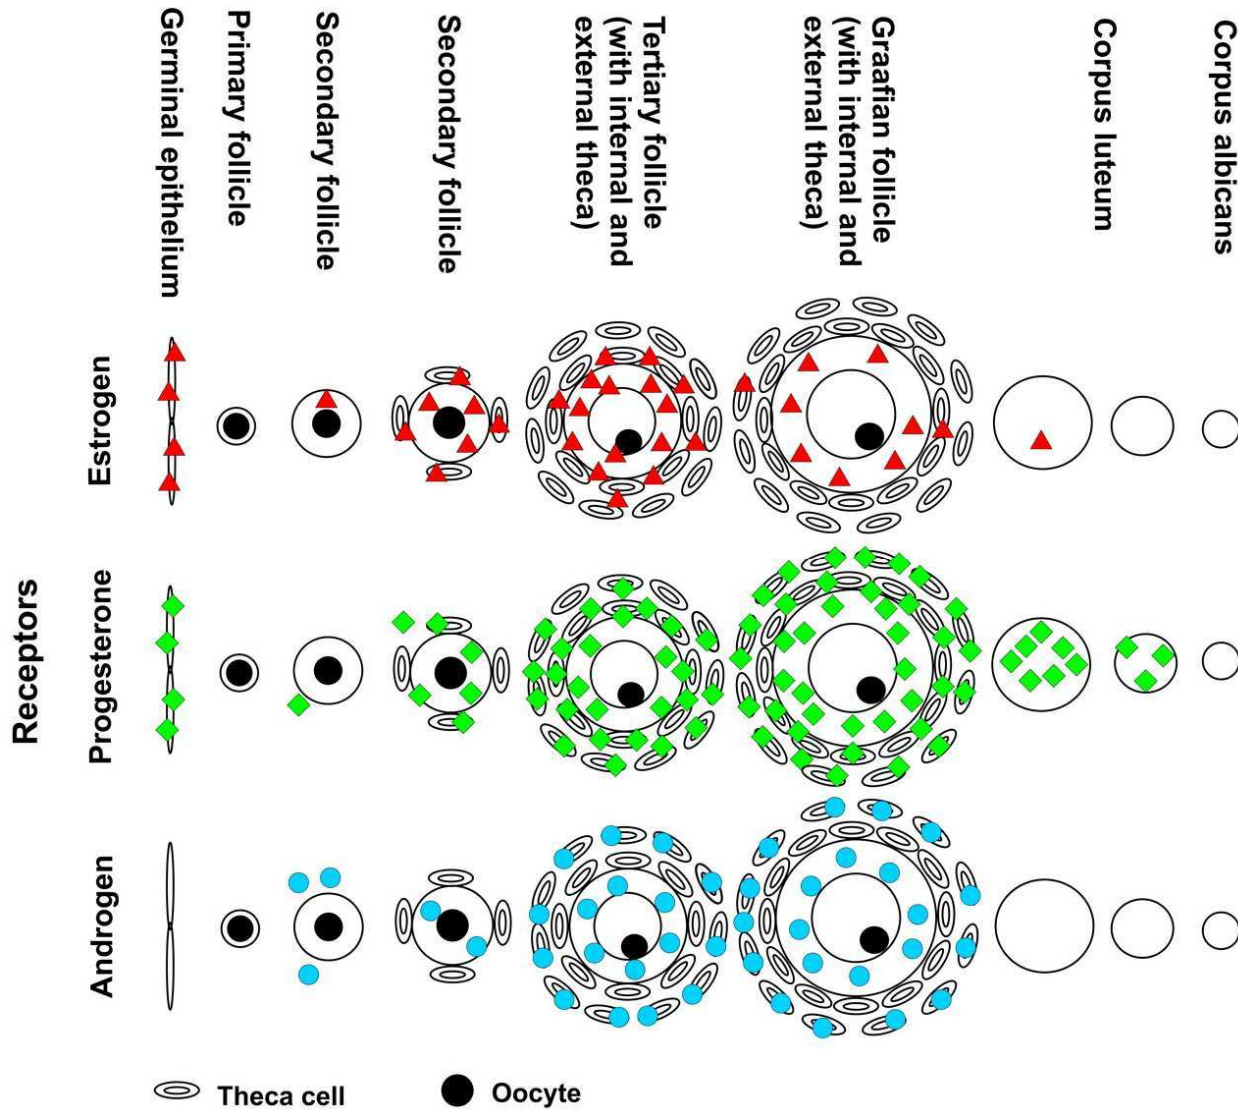 Germinal epithelium
Primary follicle
Secondary follicle
Secondary follicle
Tertiary follicle
(with internal and
external theca)
Graafian follicle
(with internal and
external theca)
Corpus luteum
Corpus albicans
Receptors
Estrogen
Progesterone
Androgen
Theca cell
Oocyte